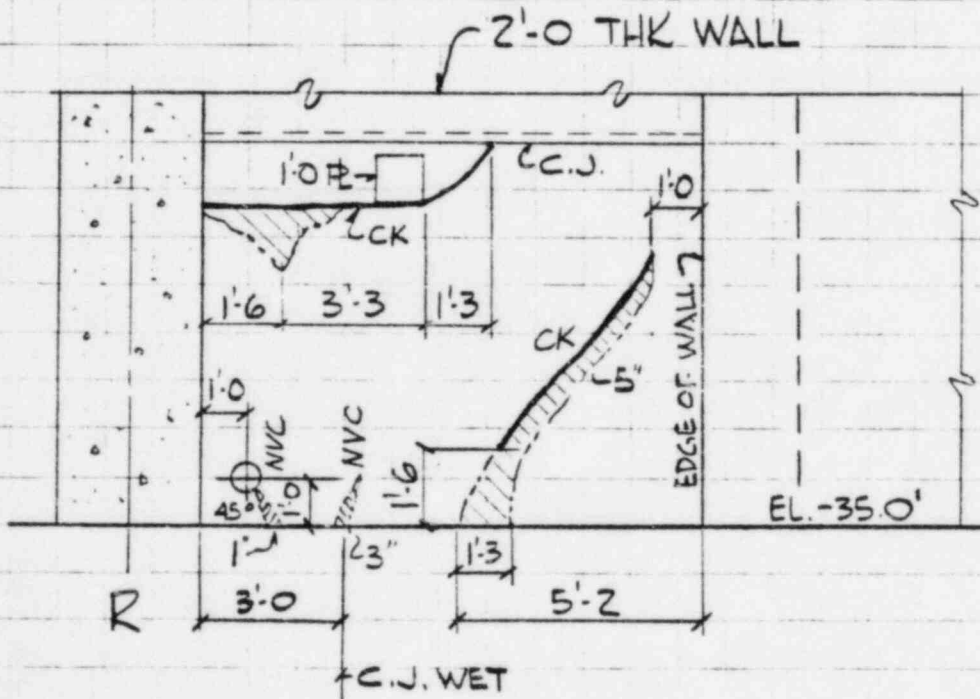 2'-0 THK WALL
1'-0 PL
C.J.
1'-0
CK
1'-6
3'-3
1'-3
CK
5"
EDGE OF WALL
1'-0
NVC
NVC
45°
1'-0
1'-6
EL.-35.0'
1'
3"
1'-3
R
3'-0
5'-2
C.J. WET